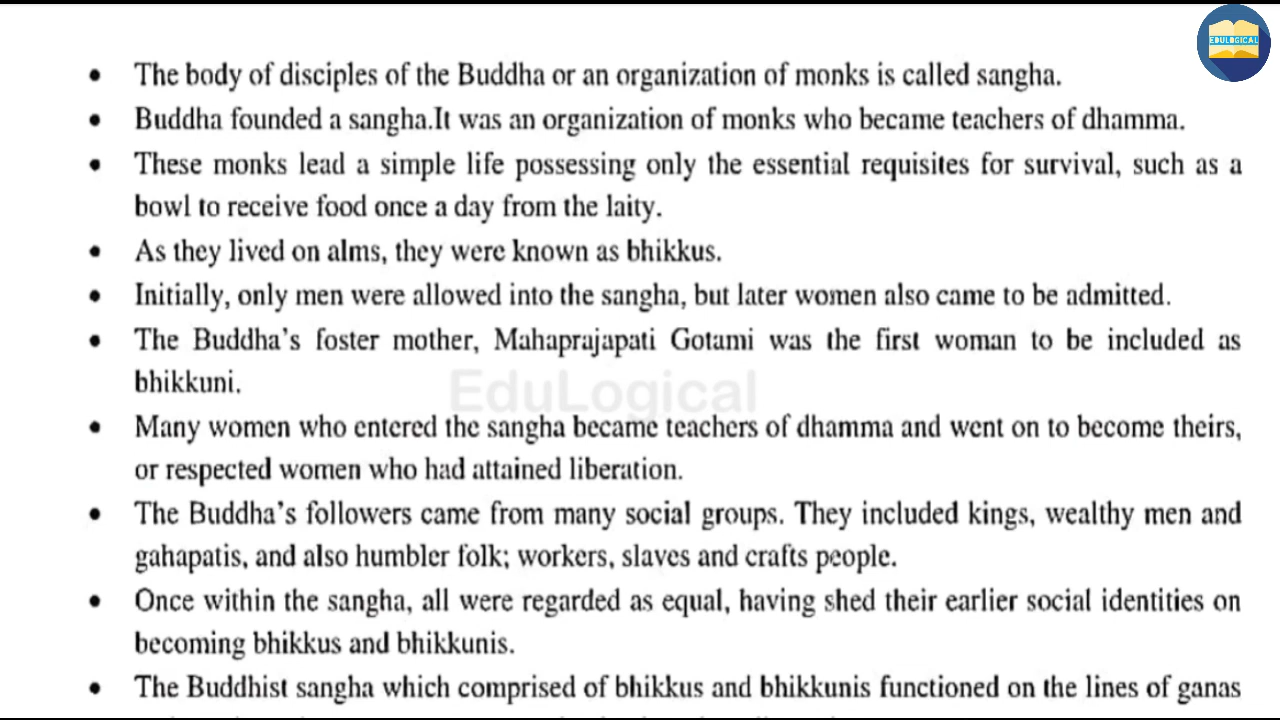 EDULOGICAL
• The body of disciples of the Buddha or an organization of monks is called sangha.
• Buddha founded a sangha.It was an organization of monks who became teachers of dhamma.
• These monks lead a simple life possessing only the essential requisites for survival, such as a
bowl to receive food once a day from the laity.
• As they lived on alms, they were known as bhikkus.
• Initially, only men were allowed into the sangha, but later women also came to be admitted.
• The Buddha's foster mother, Mahaprajapati Gotami was the first woman to be included as
bhikkuni.
EduLogical
• Many women who entered the sangha became teachers of dhamma and went on to become theirs,
or respected women who had attained liberation.
• The Buddha's followers came from many social groups. They included kings, wealthy men and
gahapatis, and also humbler folk; workers, slaves and crafts people.
• Once within the sangha, all were regarded as equal, having shed their earlier social identities on
becoming bhikkus and bhikkunis.
• The Buddhist sangha which comprised of bhikkus and bhikkunis functioned on the lines of ganas